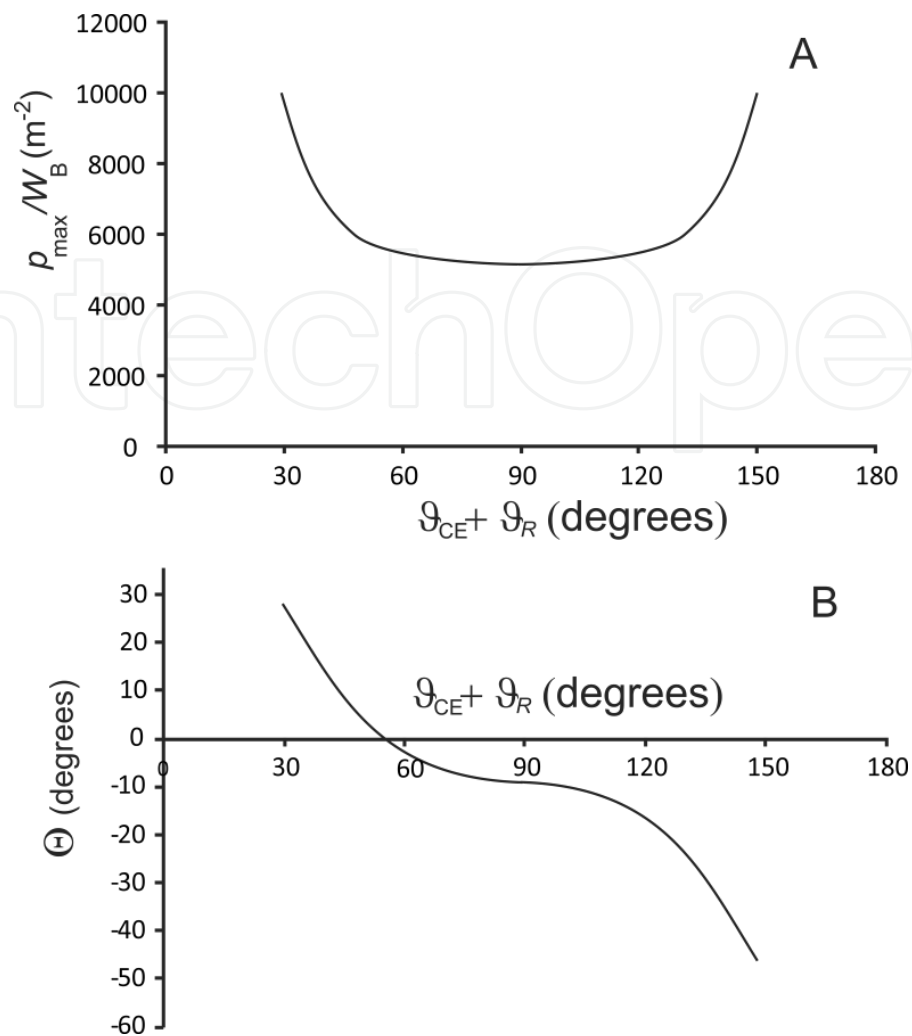 A
12000
10000
8000
6000
4000
2000
0
p_max/W_B (m^-2)
0 30 60 90 120 150 180
ϑ_CE+ ϑ_R (degrees)
ntechOpe
B
30
20
10
0
-10
-20
-30
-40
-50
-60
Θ (degrees)
ϑ_CE+ ϑ_R (degrees)
0 30 60 90 120 150 180